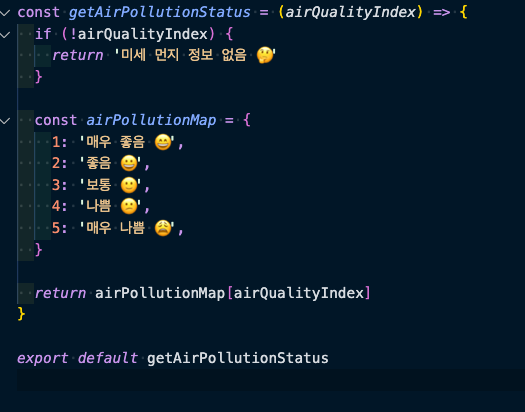 const getAirPollutionStatus = (airQualityIndex) => {
  if (!airQualityIndex) {
    return '미세 먼지 정보 없음 🤔'
  }

  const airPollutionMap = {
    1: '매우 좋음 😄',
    2: '좋음 😀',
    3: '보통 🙂',
    4: '나쁨 😕',
    5: '매우 나쁨 😩',
  }

  return airPollutionMap[airQualityIndex]
}

export default getAirPollutionStatus